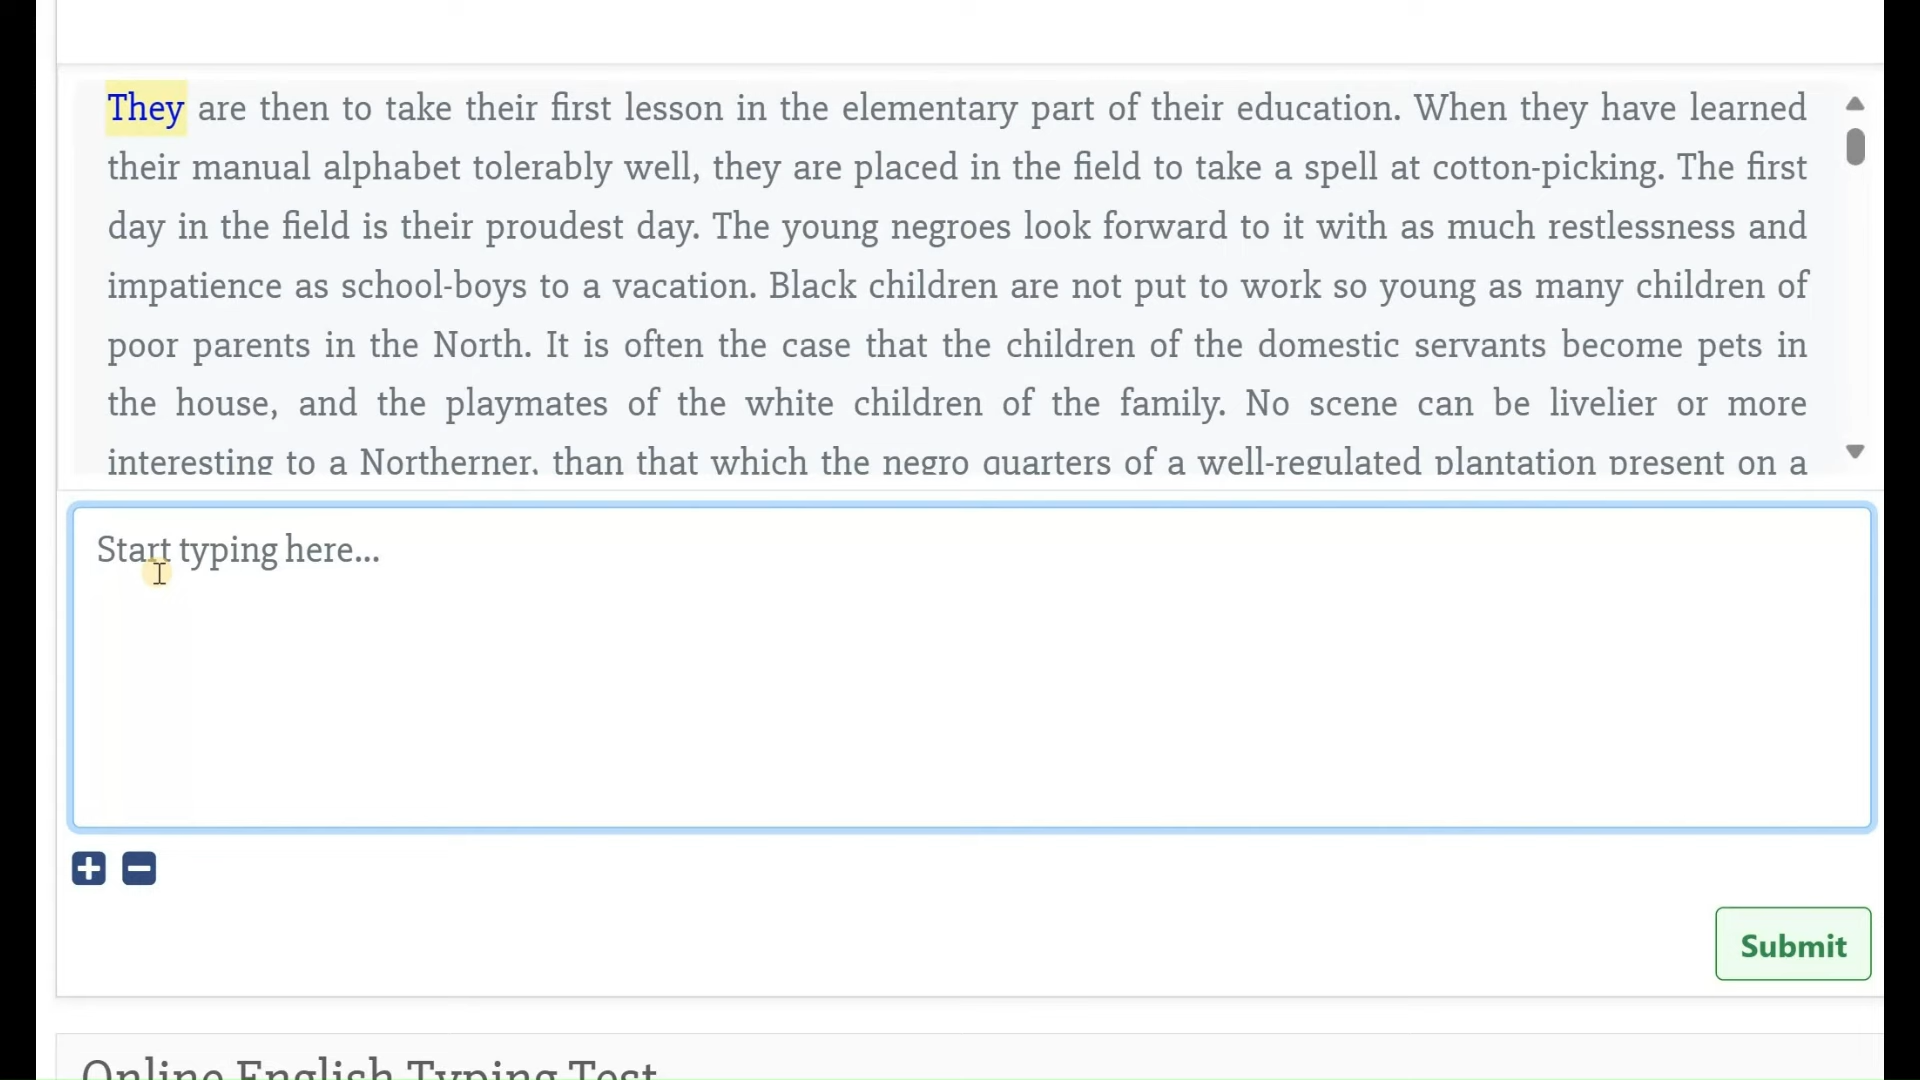 They are then to take their first lesson in the elementary part of their education. When they have learned
their manual alphabet tolerably well, they are placed in the field to take a spell at cotton-picking. The first
day in the field is their proudest day. The young negroes look forward to it with as much restlessness and
impatience as school-boys to a vacation. Black children are not put to work so young as many children of
poor parents in the North. It is often the case that the children of the domestic servants become pets in
the house, and the playmates of the white children of the family. No scene can be livelier or more
interesting to a Northerner, than that which the negro quarters of a well-regulated plantation present on a
Start typing here...
Submit
Online English Typing Test